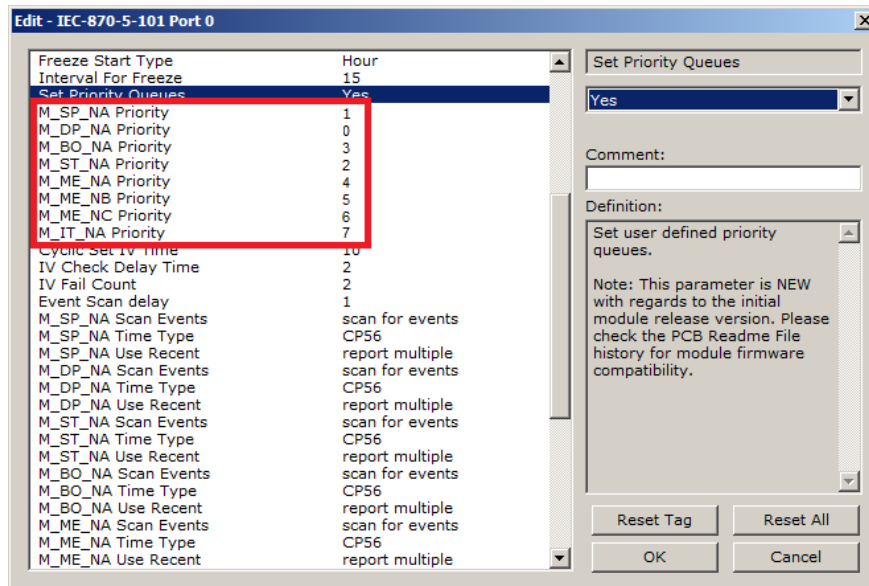 Edit - IEC-870-5-101 Port 0
Freeze Start Type Hour
Interval For Freeze 15
Set Priority Queues Yes
M_SP_NA Priority 1
M_DP_NA Priority 0
M_BO_NA Priority 3
M_ST_NA Priority 2
M_ME_NA Priority 4
M_ME_NB Priority 5
M_ME_NC Priority 6
M_IT_NA Priority 7
Cyclic Set IV Time 10
IV Check Delay Time 2
IV Fail Count 2
Event Scan delay 1
M_SP_NA Scan Events scan for events
M_SP_NA Time Type CP56
M_SP_NA Use Recent report multiple
M_DP_NA Scan Events scan for events
M_DP_NA Time Type CP56
M_DP_NA Use Recent report multiple
M_ST_NA Scan Events scan for events
M_ST_NA Time Type CP56
M_ST_NA Use Recent report multiple
M_BO_NA Scan Events scan for events
M_BO_NA Time Type CP56
M_BO_NA Use Recent report multiple
M_ME_NA Scan Events scan for events
M_ME_NA Time Type CP56
M_ME_NA Use Recent report multiple
Set Priority Queues
Yes
Comment:
Definition:
Set user defined priority
queues.
Note: This parameter is NEW
with regards to the initial
module release version. Please
check the PCB Readme File
history for module firmware
compatibility.
Reset Tag Reset All
OK Cancel